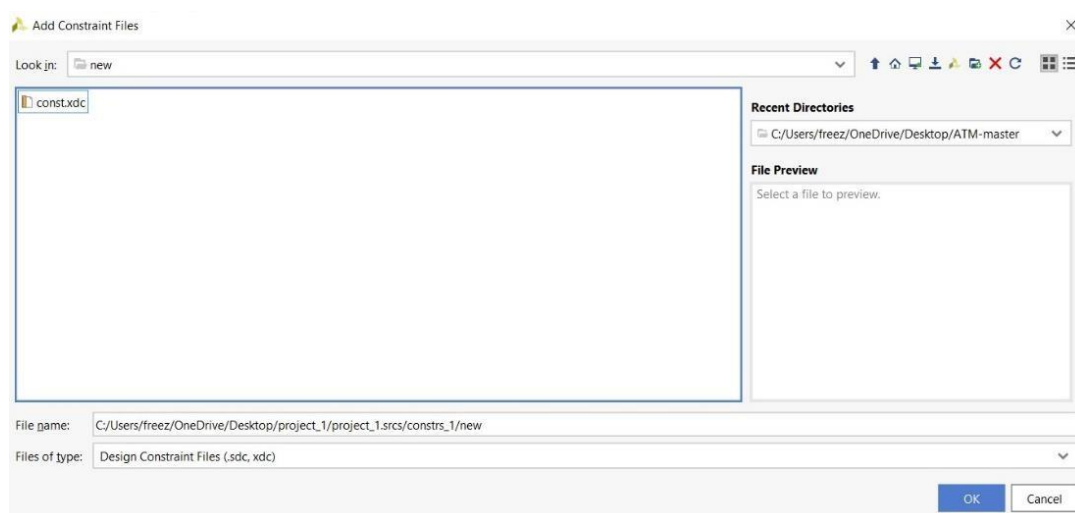 Add Constraint Files
Look in: new
const.xdc
Recent Directories
C:/Users/freez/OneDrive/Desktop/ATM-master
File Preview
Select a file to preview.
File name: C:/Users/freez/OneDrive/Desktop/project_1/project_1.srcs/constrs_1/new
Files of type: Design Constraint Files (.sdc, xdc)
OK Cancel